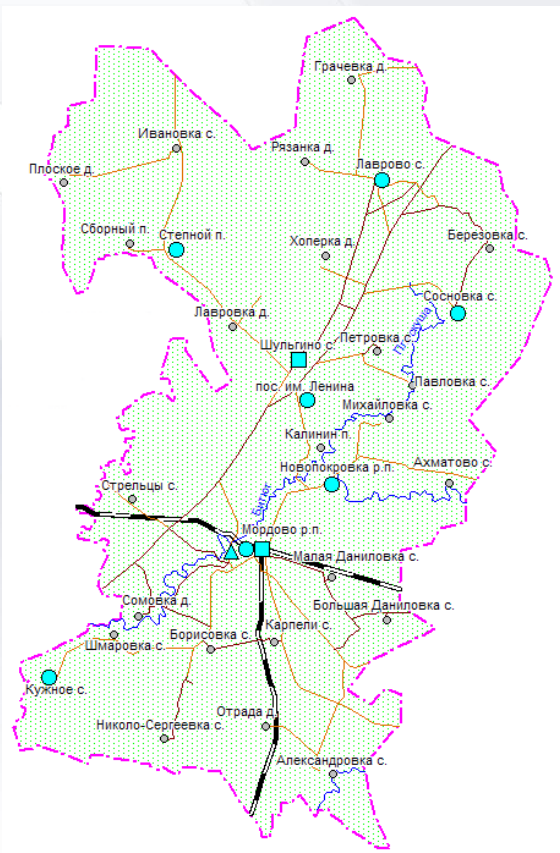 Грачевка д.
Ивановка с.
Рязанка д.
Лаврово с.
Плоское д.
Сборный п.
Степной п.
Хоперка д.
Березовка с.
Сосновка с.
Лавровка д.
Плоскуша
Шульгино с.
Петровка с.
пос. им. Ленина
Павловка с.
Михайловка с.
Калинин п.
Новопокровка р.п.
Ахматово с.
Стрельцы с.
Битюг
Мордово р.п.
Малая Даниловка с.
Сомовка д.
Большая Даниловка с.
Карпели с.
Борисовка с.
Шмаровка с.
Кужное с.
Отрада д.
Николо-Сергеевка с.
Александровка с.